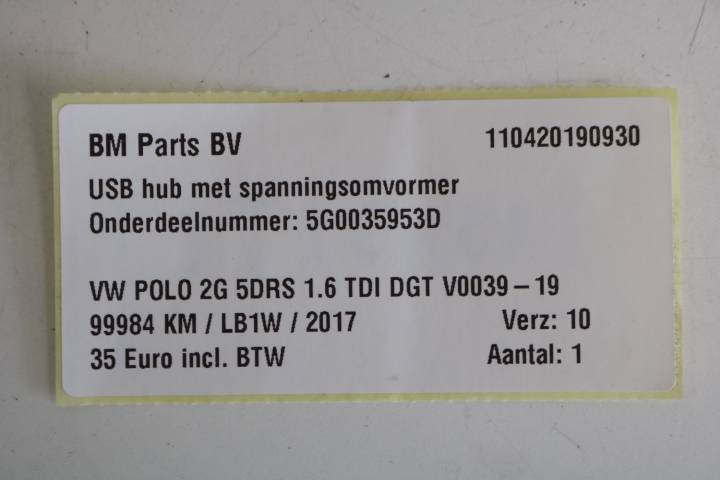 BM Parts BV 110420190930
USB hub met spanningsomvormer
Onderdeelnummer: 5G0035953D
VW POLO 2G 5DRS 1.6 TDI DGT V0039 – 19
99984 KM / LB1W / 2017 Verz: 10
35 Euro incl. BTW Aantal: 1